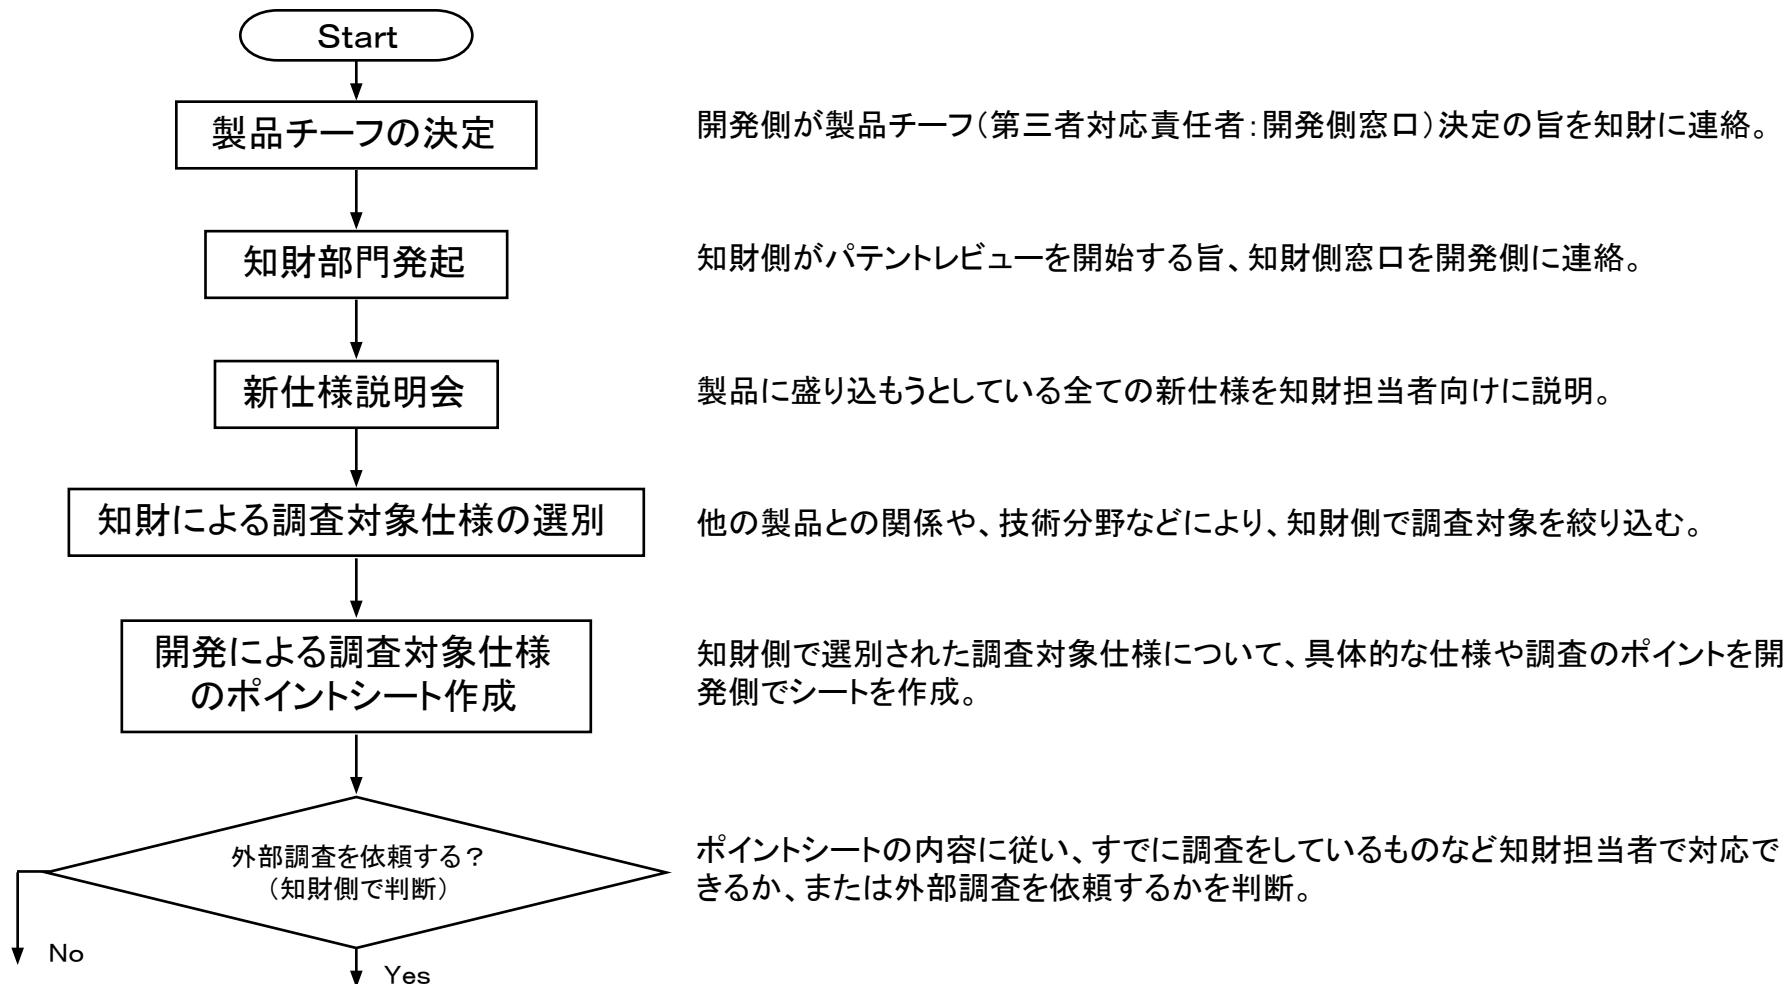 Start
製品チーフの決定
開発側が製品チーフ（第三者対応責任者：開発側窓口）決定の旨を知財に連絡。
知財部門発起
知財側がパテントレビューを開始する旨、知財側窓口を開発側に連絡。
新仕様説明会
製品に盛り込もうとしている全ての新仕様を知財担当者向けに説明。
知財による調査対象仕様の選別
他の製品との関係や、技術分野などにより、知財側で調査対象を絞り込む。
開発による調査対象仕様
のポイントシート作成
知財側で選別された調査対象仕様について、具体的な仕様や調査のポイントを開
発側でシートを作成。
外部調査を依頼する？
（知財側で判断）
ポイントシートの内容に従い、すでに調査をしているものなど知財担当者で対応で
きるか、または外部調査を依頼するかを判断。
No
Yes